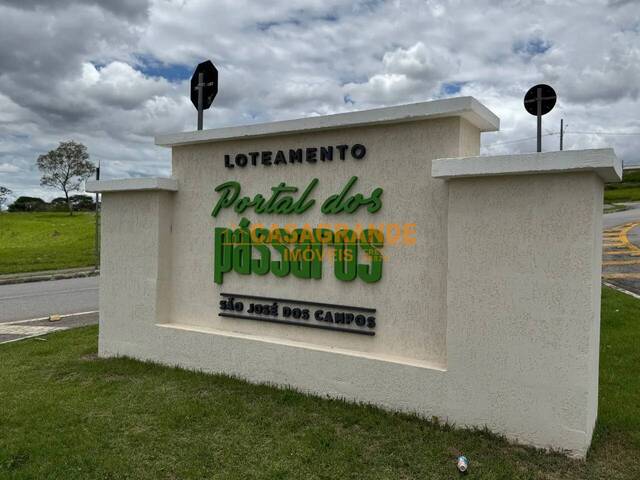 LOTEAMENTO
Portal dos
pássaros
CASAGRANDE
IMÓVEIS
SÃO JOSÉ DOS CAMPOS